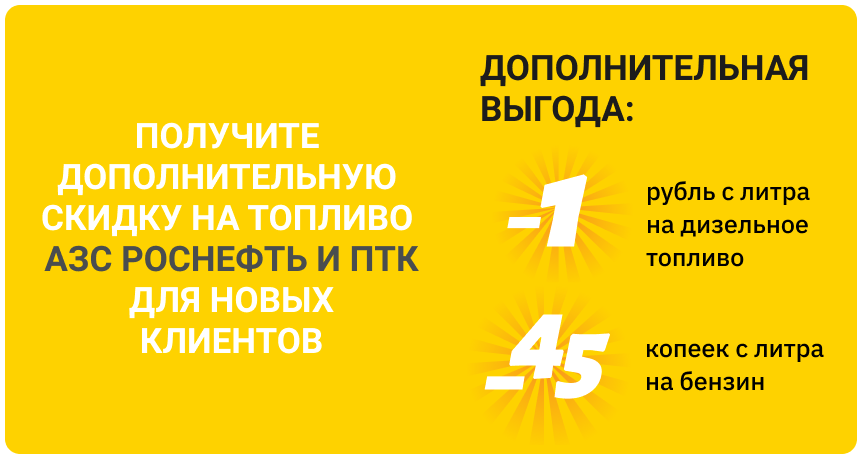 ПОЛУЧИТЕ
ДОПОЛНИТЕЛЬНУЮ
СКИДКУ НА ТОПЛИВО
АЗС РОСНЕФТЬ И ПТК
ДЛЯ НОВЫХ
КЛИЕНТОВ
ДОПОЛНИТЕЛЬНАЯ
ВЫГОДА:
–1
рубль с литра
на дизельное
топливо
–45
копеек с литра
на бензин